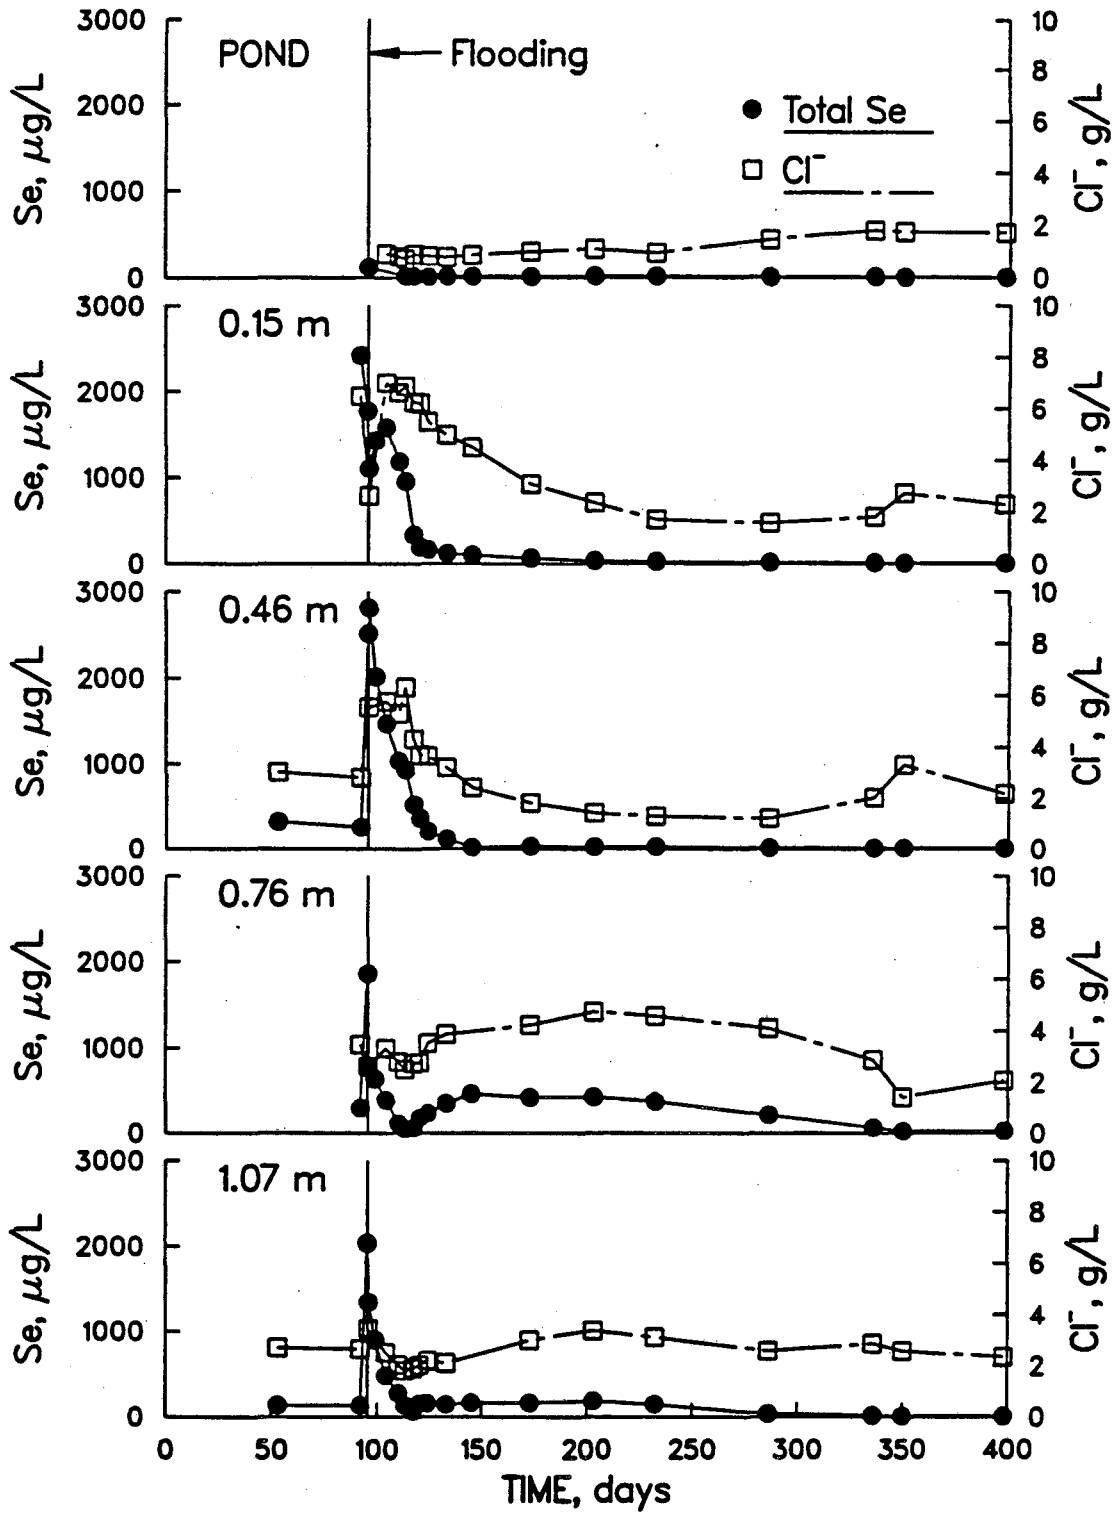 3000
2000
1000
0
Se, μg/L
POND
Flooding
Total Se
Cl⁻
10
8
6
4
2
0
Cl⁻, g/L
3000
2000
1000
0
Se, μg/L
0.15 m
10
8
6
4
2
0
Cl⁻, g/L
3000
2000
1000
0
Se, μg/L
0.46 m
10
8
6
4
2
0
Cl⁻, g/L
3000
2000
1000
0
Se, μg/L
0.76 m
10
8
6
4
2
0
Cl⁻, g/L
3000
2000
1000
0
Se, μg/L
1.07 m
10
8
6
4
2
0
Cl⁻, g/L
0 50 100 150 200 250 300 350 400
TIME, days